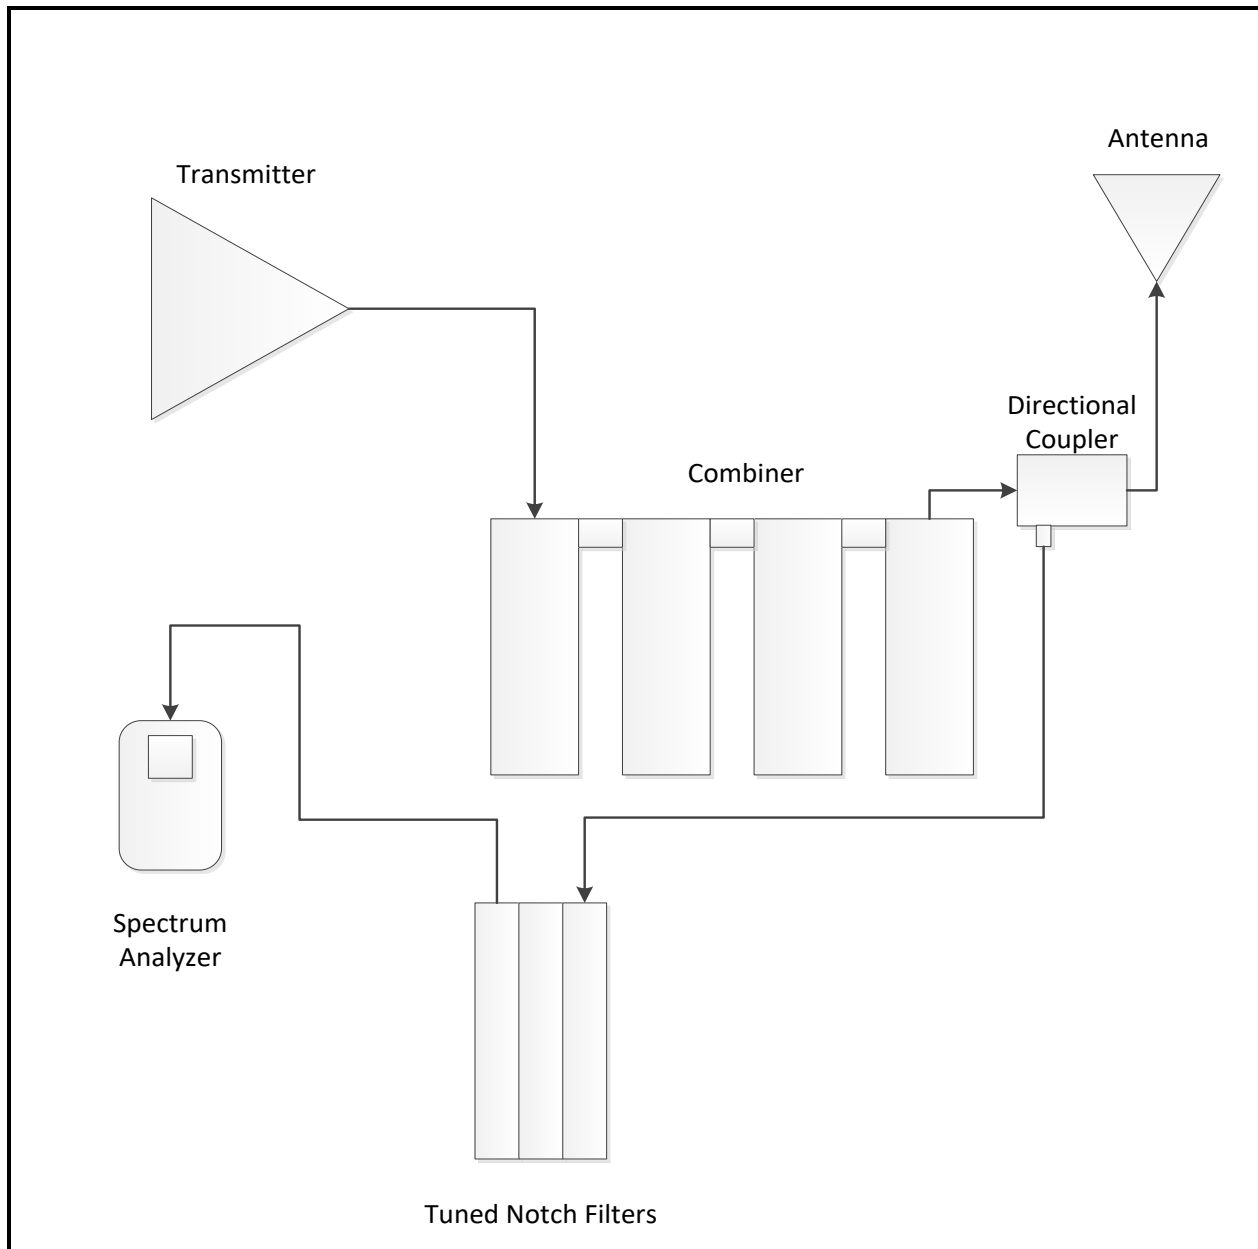 Antenna
Transmitter
Directional
Coupler
Combiner
Spectrum
Analyzer
Tuned Notch Filters